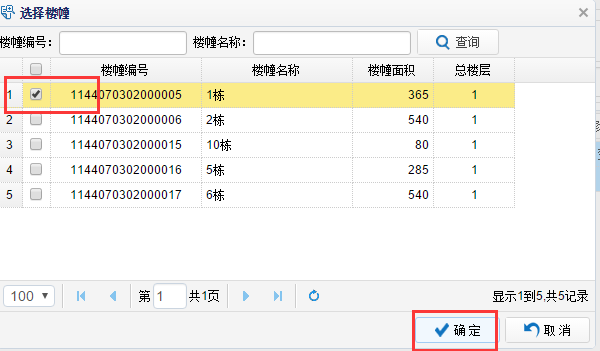 选择楼幢
楼幢编号： 楼幢名称： 查询
楼幢编号 楼幢名称 楼幢面积 总楼层
1 1144070302000005 1栋 365 1
2 1144070302000006 2栋 540 1
3 1144070302000015 10栋 80 1
4 1144070302000016 5栋 285 1
5 1144070302000017 6栋 540 1
100 第 1 共1页 显示1到5,共5记录
确定 取消